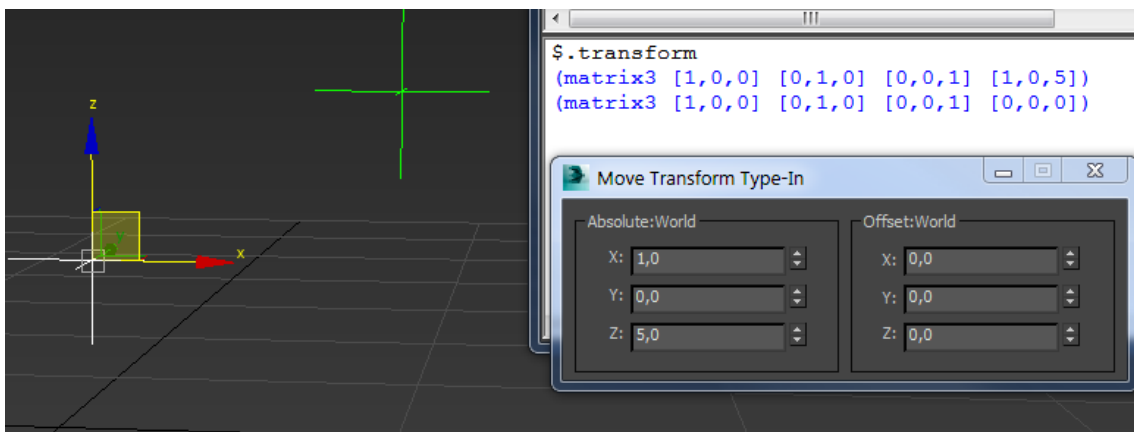 z
x
y
$.transform
(matrix3 [1,0,0] [0,1,0] [0,0,1] [1,0,5])
(matrix3 [1,0,0] [0,1,0] [0,0,1] [0,0,0])
Move Transform Type-In
Absolute:World
X: 1,0
Y: 0,0
Z: 5,0
Offset:World
X: 0,0
Y: 0,0
Z: 0,0